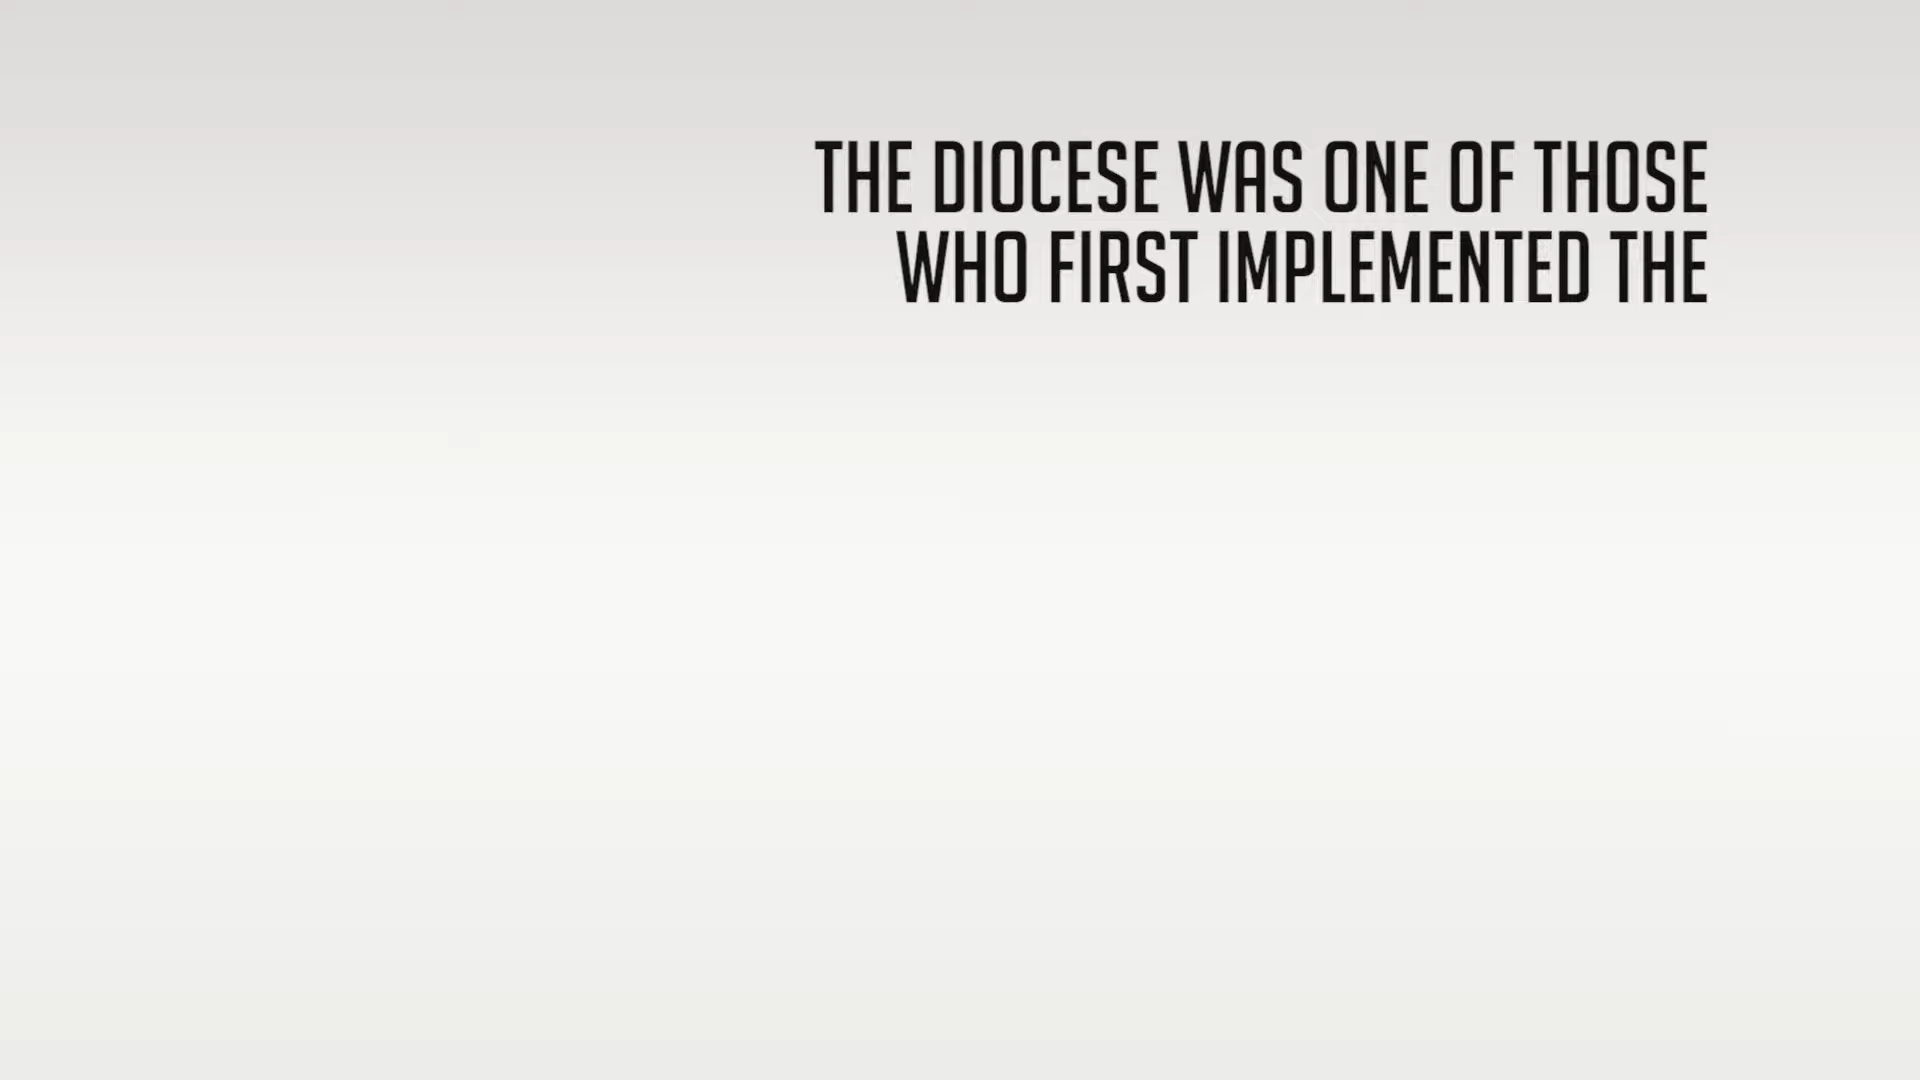 THE DIOCESE WAS ONE OF THOSE
WHO FIRST IMPLEMENTED THE